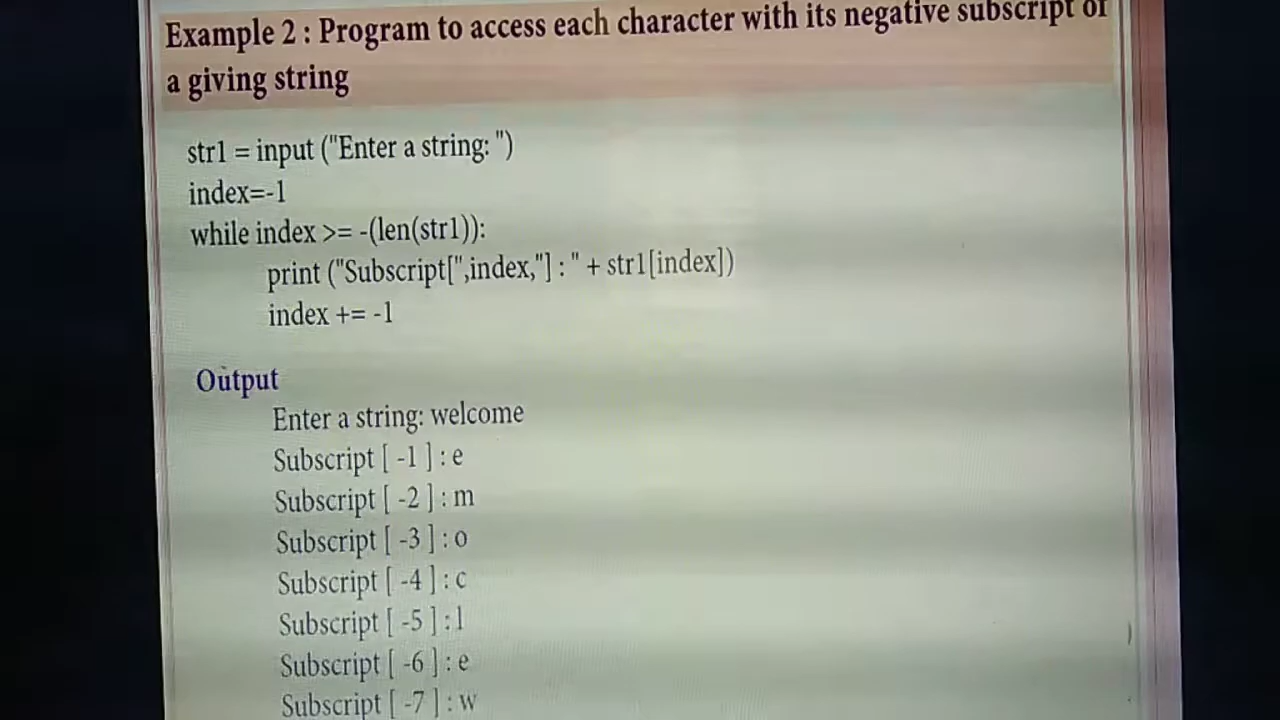 Example 2 : Program to access each character with its negative subscript of
a giving string
str1 = input ("Enter a string: ")
index=-1
while index >= -(len(str1)):
print ("Subscript[",index,"] : " + str1[index])
index += -1
Output
Enter a string: welcome
Subscript [ -1 ] : e
Subscript [ -2 ] : m
Subscript [ -3 ] : o
Subscript [ -4 ] : c
Subscript [ -5 ] : l
Subscript [ -6 ] : e
Subscript [ -7 ] : w